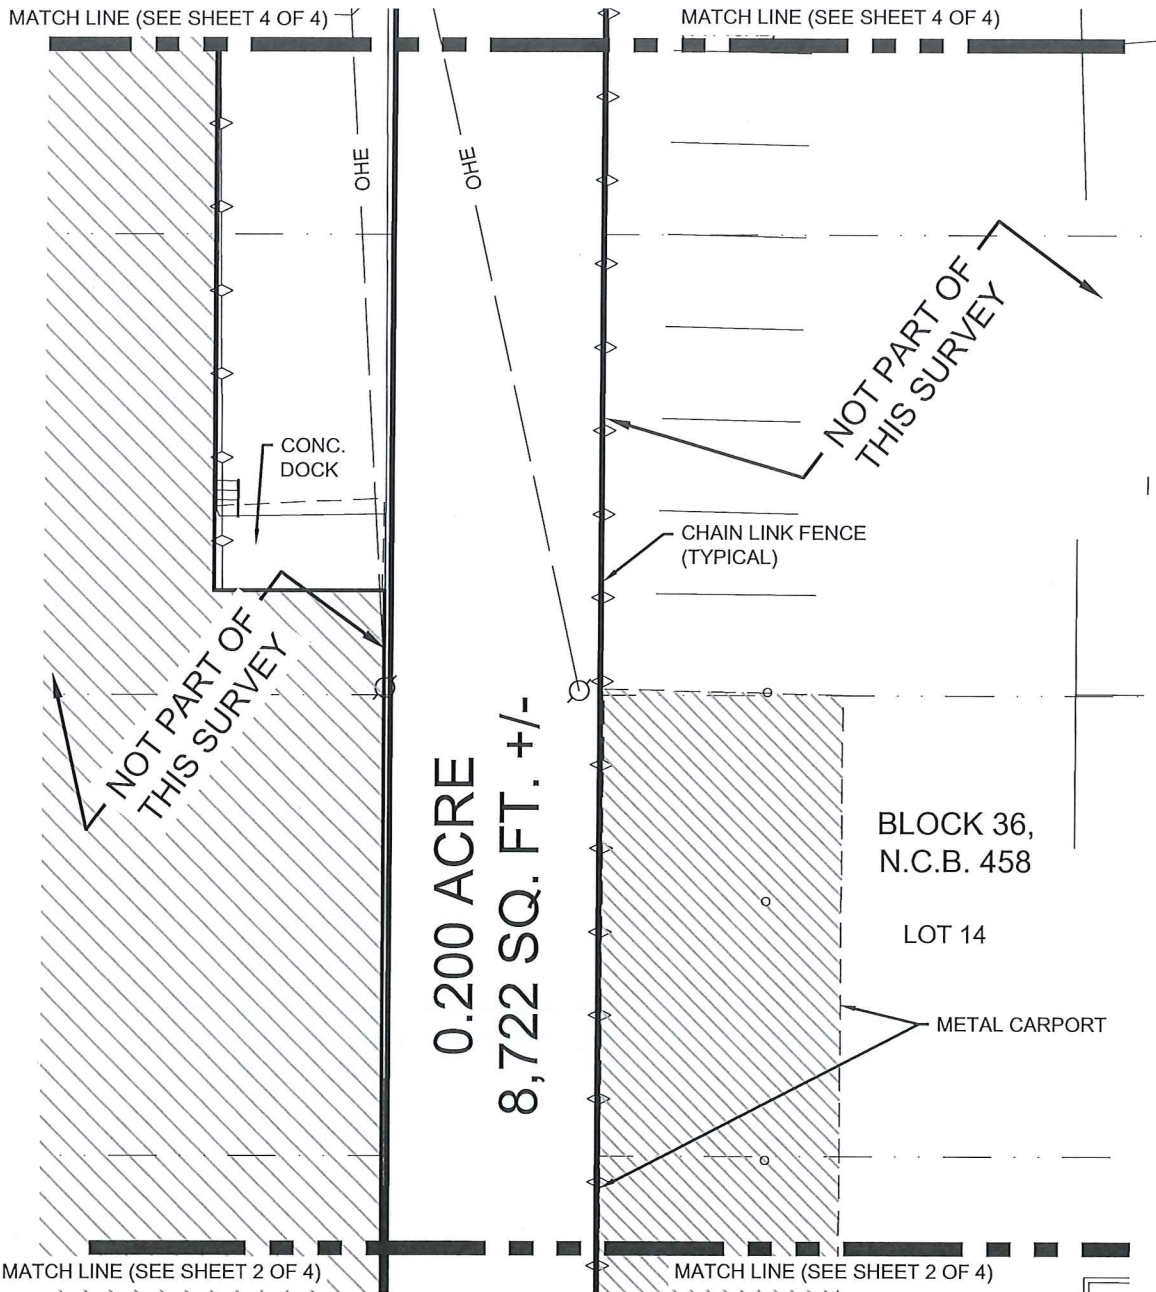 MATCH LINE (SEE SHEET 4 OF 4)
MATCH LINE (SEE SHEET 4 OF 4)
OHE
OHE
NOT PART OF
THIS SURVEY
CONC.
DOCK
CHAIN LINK FENCE
(TYPICAL)
NOT PART OF
THIS SURVEY
0.200 ACRE
8,722 SQ. FT. +/-
BLOCK 36,
N.C.B. 458
LOT 14
METAL CARPORT
MATCH LINE (SEE SHEET 2 OF 4)
MATCH LINE (SEE SHEET 2 OF 4)